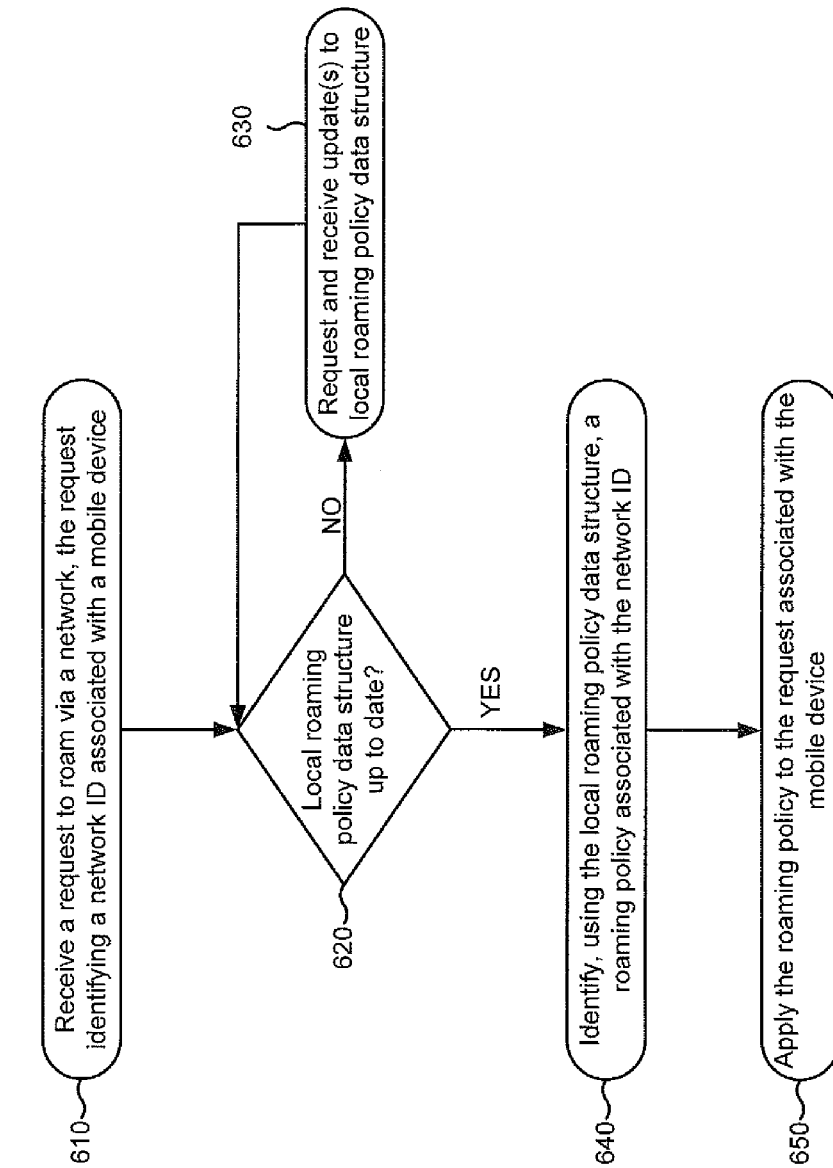 610
Receive a request to roam via a network, the request
identifying a network ID associated with a mobile device
620
Local roaming
policy data structure
up to date?
NO
630
Request and receive update(s) to
local roaming policy data structure
YES
640
Identify, using the local roaming policy data structure, a
roaming policy associated with the network ID
650
Apply the roaming policy to the request associated with the
mobile device